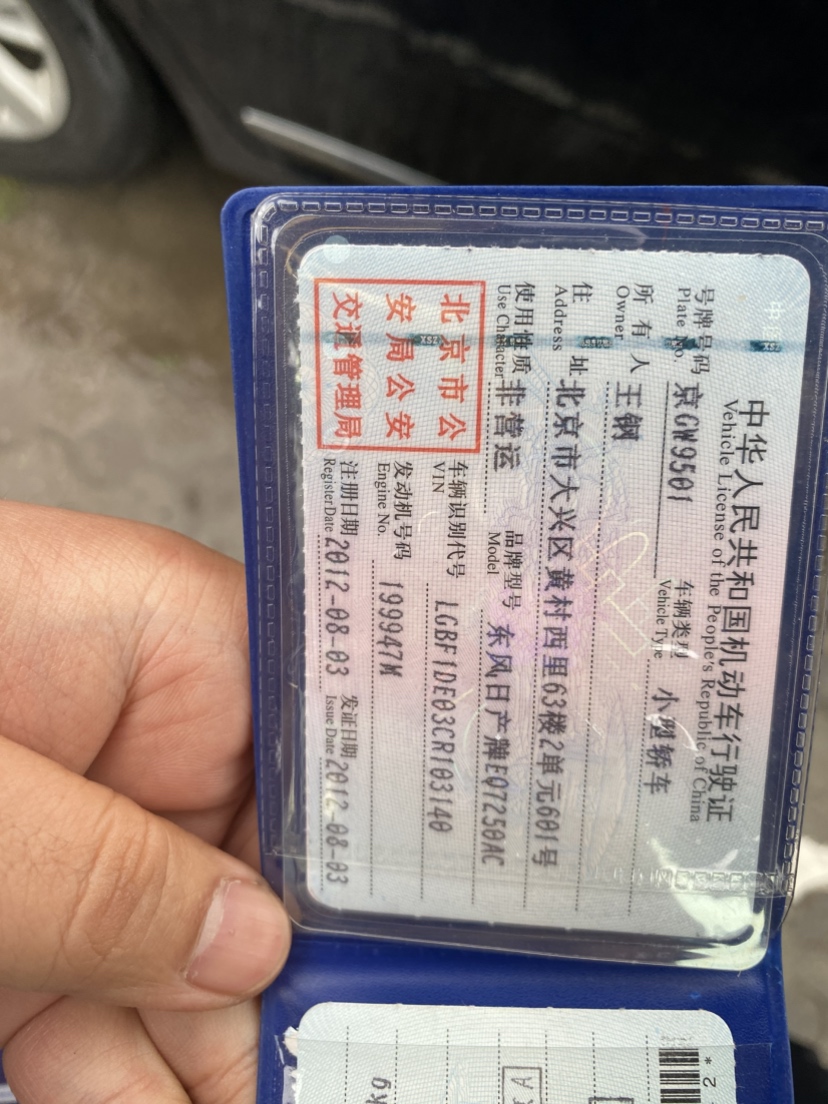 中华人民共和国机动车行驶证
Vehicle License of the People's Republic of China
号牌号码 京GW9501 车辆类型 小型轿车
Plate No. Vehicle Type
所有人 王钢
Owner
住址 北京市大兴区黄村西里63楼2单元601号
Address
使用性质 非营运 品牌型号 东风日产牌EQ7250AC
Use Character Model
北京市公
安局公安
交通管理局
车辆识别代号 LGBF1DE03CR103140
VIN
发动机号码 199947M
Engine No.
注册日期 2012-08-03 发证日期 2012-08-03
Register Date Issue Date